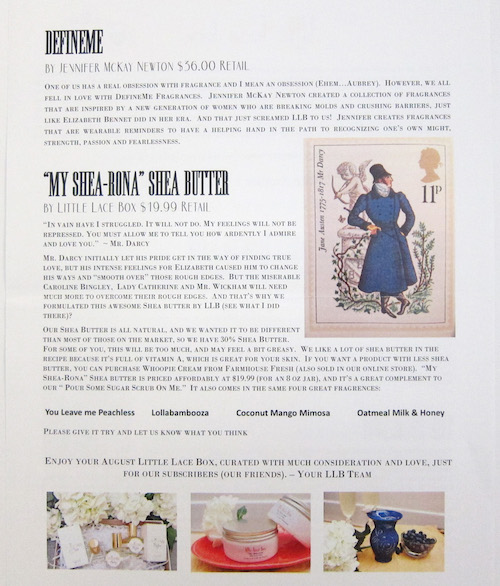 DEFINEME
BY JENNIFER MCKAY NEWTON $36.00 RETAIL
ONE OF US HAS A REAL OBSESSION WITH FRAGRANCE AND I MEAN AN OBSESSION (EHEM...AUBREY). HOWEVER, WE ALL
FELL IN LOVE WITH DEFINEME FRAGRANCES. JENNIFER MCKAY NEWTON CREATED A COLLECTION OF FRAGRANCES
THAT ARE INSPIRED BY A NEW GENERATION OF WOMEN WHO ARE BREAKING MOLDS AND CRUSHING BARRIERS, JUST
LIKE ELIZABETH BENNET DID IN HER ERA. AND THAT JUST SCREAMED LLB TO US! JENNIFER CREATES FRAGRANCES
THAT ARE WEARABLE REMINDERS TO HAVE A HELPING HAND IN THE PATH TO RECOGNIZING ONE'S OWN MIGHT,
STRENGTH, PASSION AND FEARLESSNESS.
"MY SHEA-RONA" SHEA BUTTER
BY LITTLE LACE BOX $19.99 RETAIL
"IN VAIN HAVE I STRUGGLED. IT WILL NOT DO. MY FEELINGS WILL NOT BE
REPRESSED. YOU MUST ALLOW ME TO TELL YOU HOW ARDENTLY I ADMIRE
AND LOVE YOU." ~ MR. DARCY
MR. DARCY INITIALLY LET HIS PRIDE GET IN THE WAY OF FINDING TRUE
LOVE, BUT HIS INTENSE FEELINGS FOR ELIZABETH CAUSED HIM TO CHANGE
HIS WAYS AND "SMOOTH OVER" THOSE ROUGH EDGES. BUT THE MISERABLE
CAROLINE BINGLEY, LADY CATHERINE AND MR. WICKHAM WILL NEED
MUCH MORE TO OVERCOME THEIR ROUGH EDGES. AND THAT'S WHY WE
FORMULATED THIS AWESOME SHEA BUTTER BY LLB (SEE WHAT I DID
THERE)?
OUR SHEA BUTTER IS ALL NATURAL, AND WE WANTED IT TO BE DIFFERENT
THAN MOST OF THOSE ON THE MARKET, SO WE HAVE 30% SHEA BUTTER.
FOR SOME OF YOU, THIS WILL BE TOO MUCH, AND MAY FEEL A BIT GREASY. WE LIKE A LOT OF SHEA BUTTER IN THE
RECIPE BECAUSE IT'S FULL OF VITAMIN A, WHICH IS GREAT FOR YOUR SKIN. IF YOU WANT A PRODUCT WITH LESS SHEA
BUTTER, YOU CAN PURCHASE WHOOPIE CREAM FROM FARMHOUSE FRESH (ALSO SOLD IN OUR ONLINE STORE). "MY
SHEA-RONA" SHEA BUTTER IS PRICED AFFORDABLY AT $19.99 (FOR AN 8 OZ JAR), AND IT'S A GREAT COMPLEMENT TO
OUR " POUR SOME SUGAR SCRUB ON ME." IT ALSO COMES IN THE SAME FOUR GREAT FRAGRENCES:
You Leave me Peachless Lollabambooza Coconut Mango Mimosa Oatmeal Milk & Honey
PLEASE GIVE IT TRY AND LET US KNOW WHAT YOU THINK
ENJOY YOUR AUGUST LITTLE LACE BOX, CURATED WITH MUCH CONSIDERATION AND LOVE, JUST
FOR OUR SUBSCRIBERS (OUR FRIENDS). – YOUR LLB TEAM
Jane Austen 1775-1817 Mr Darcy
11P